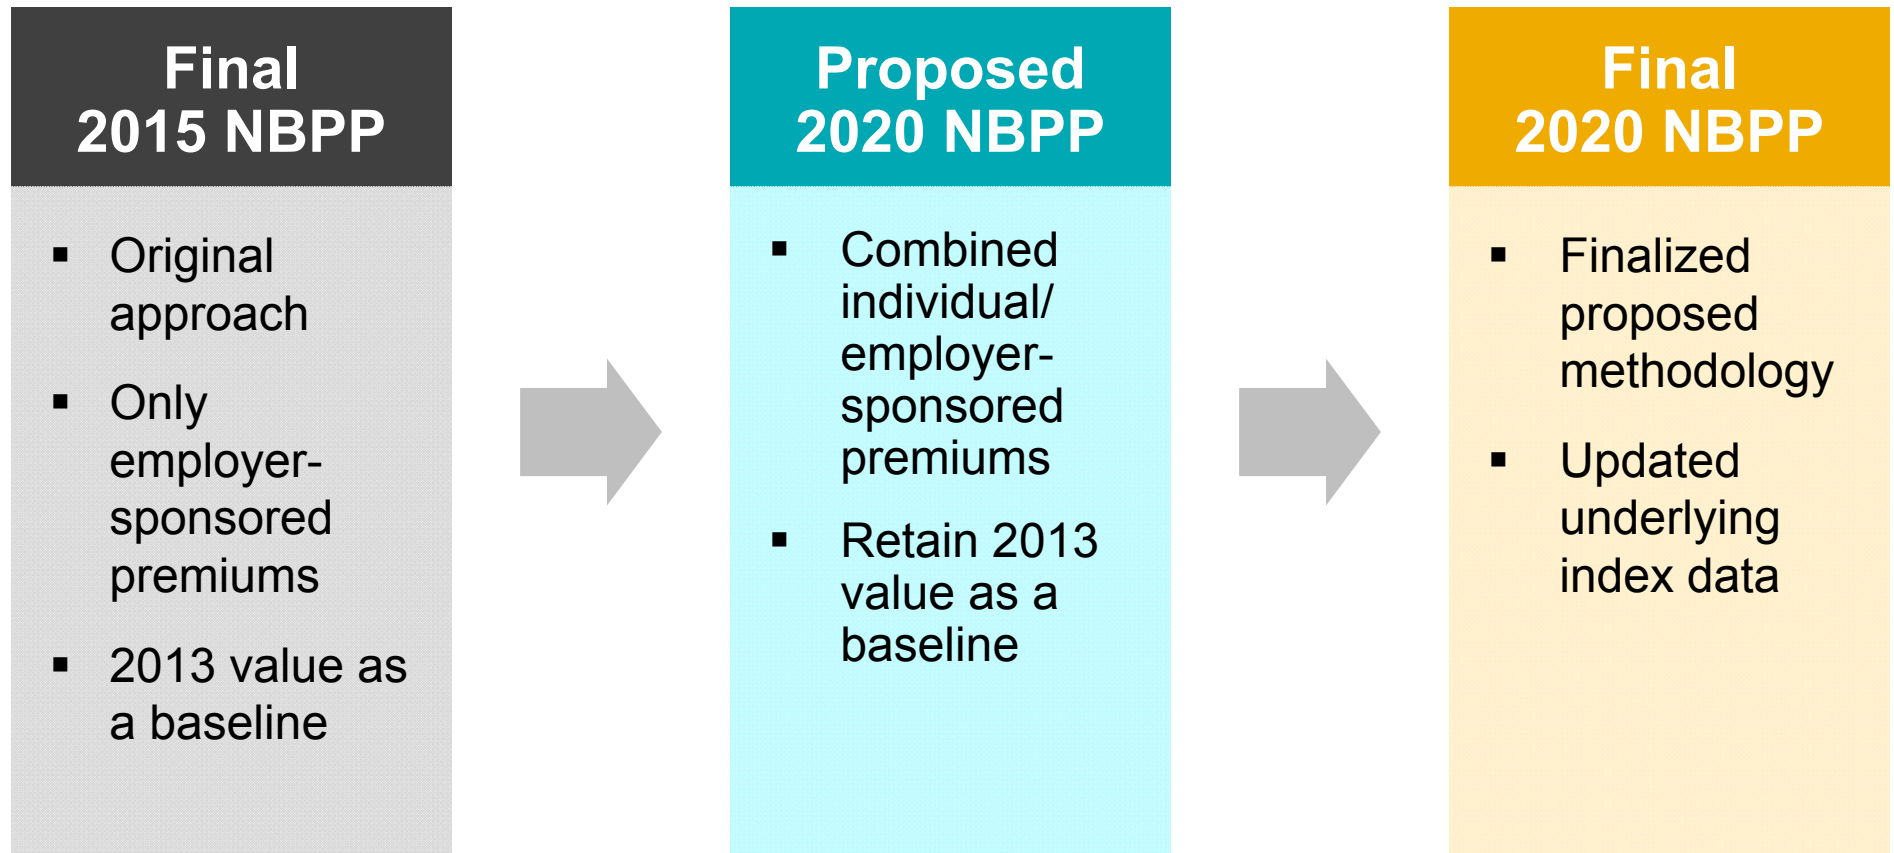 Final
2015 NBPP
▪ Original
approach
▪ Only
employer-
sponsored
premiums
▪ 2013 value as
a baseline
Proposed
2020 NBPP
▪ Combined
individual/
employer-
sponsored
premiums
▪ Retain 2013
value as a
baseline
Final
2020 NBPP
▪ Finalized
proposed
methodology
▪ Updated
underlying
index data